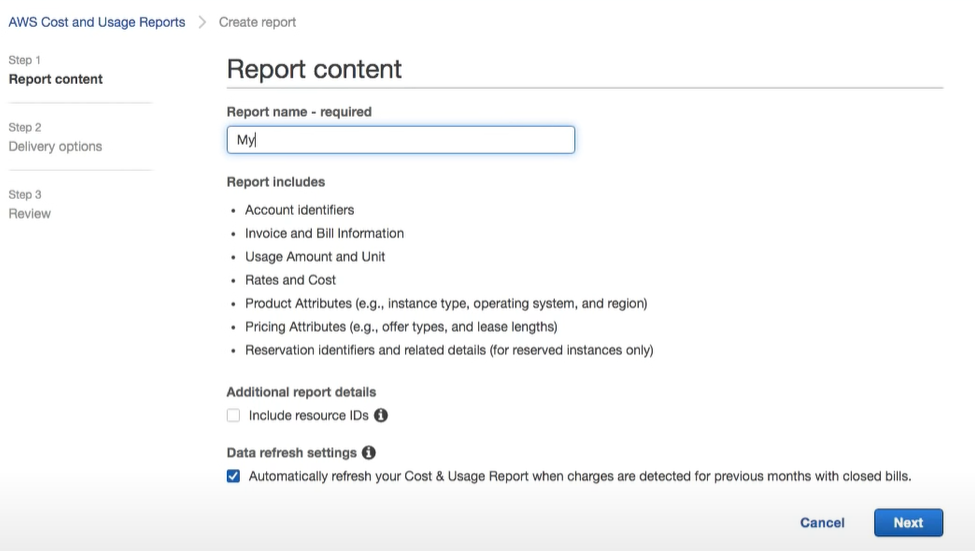 AWS Cost and Usage Reports > Create report
Step 1
Report content
Step 2
Delivery options
Step 3
Review
Report content
Report name - required
My
Report includes
• Account identifiers
• Invoice and Bill Information
• Usage Amount and Unit
• Rates and Cost
• Product Attributes (e.g., instance type, operating system, and region)
• Pricing Attributes (e.g., offer types, and lease lengths)
• Reservation identifiers and related details (for reserved instances only)
Additional report details
Include resource IDs
Data refresh settings
Automatically refresh your Cost & Usage Report when charges are detected for previous months with closed bills.
Cancel Next